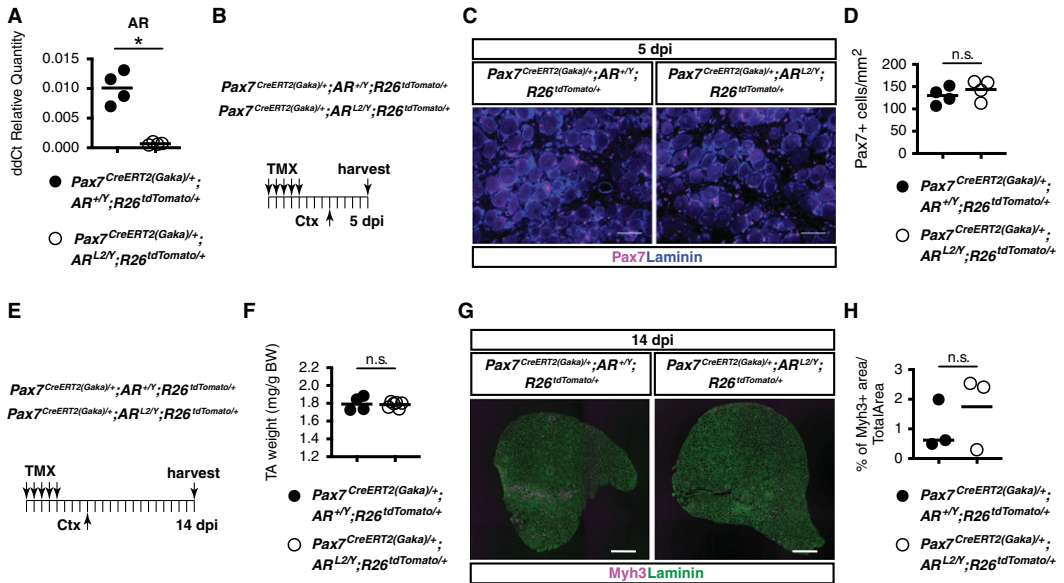 A
AR
*
ddCt Relative Quantity
0.015
0.010
0.005
0.000
Pax7CreERT2(Gaka)/+;
AR+/Y;R26tdTomato/+
Pax7CreERT2(Gaka)/+;
ARL2/Y;R26tdTomato/+
B
Pax7CreERT2(Gaka)/+;AR+/Y;R26tdTomato/+
Pax7CreERT2(Gaka)/+;ARL2/Y;R26tdTomato/+
TMX
harvest
Ctx
5 dpi
C
5 dpi
Pax7CreERT2(Gaka)/+;AR+/Y;
R26tdTomato/+
Pax7CreERT2(Gaka)/+;ARL2/Y;
R26tdTomato/+
Pax7Laminin
D
n.s.
Pax7+ cells/mm2
200
150
100
50
0
Pax7CreERT2(Gaka)/+;
AR+/Y;R26tdTomato/+
Pax7CreERT2(Gaka)/+;
ARL2/Y;R26tdTomato/+
E
Pax7CreERT2(Gaka)/+;AR+/Y;R26tdTomato/+
Pax7CreERT2(Gaka)/+;ARL2/Y;R26tdTomato/+
TMX
harvest
Ctx
14 dpi
F
n.s.
TA weight (mg/g BW)
2.2
2.0
1.8
1.6
1.4
1.2
Pax7CreERT2(Gaka)/+;
AR+/Y;R26tdTomato/+
Pax7CreERT2(Gaka)/+;
ARL2/Y;R26tdTomato/+
G
14 dpi
Pax7CreERT2(Gaka)/+;AR+/Y;
R26tdTomato/+
Pax7CreERT2(Gaka)/+;ARL2/Y;
R26tdTomato/+
Myh3Laminin
H
n.s.
% of Myh3+ area/
TotalArea
3
2
1
0
Pax7CreERT2(Gaka)/+;
AR+/Y;R26tdTomato/+
Pax7CreERT2(Gaka)/+;
ARL2/Y;R26tdTomato/+